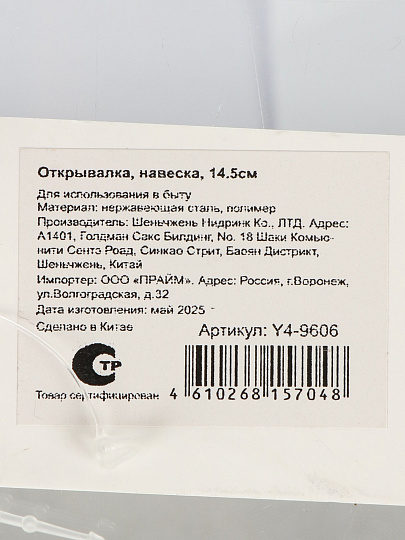 Открывалка, навеска, 14.5см
Для использования в быту
Материал: нержавеющая сталь, полимер
Производитель: Шеньчжень Нидринк Ко., ЛТД. Адрес:
А1401, Голдман Сакс Билдинг, No. 18 Шаки Комью-
нити Сентэ Роад, Синкао Стрит, Баоян Дистрикт,
Шеньчжень, Китай
Импортер: ООО «ПРАЙМ». Адрес: Россия, г.Воронеж,
ул.Волгоградская, д.32
Дата изготовления: май 2025
Сделано в Китае
Артикул: Y4-9606
ТР
Товар сертифицирован
4 610268 157048